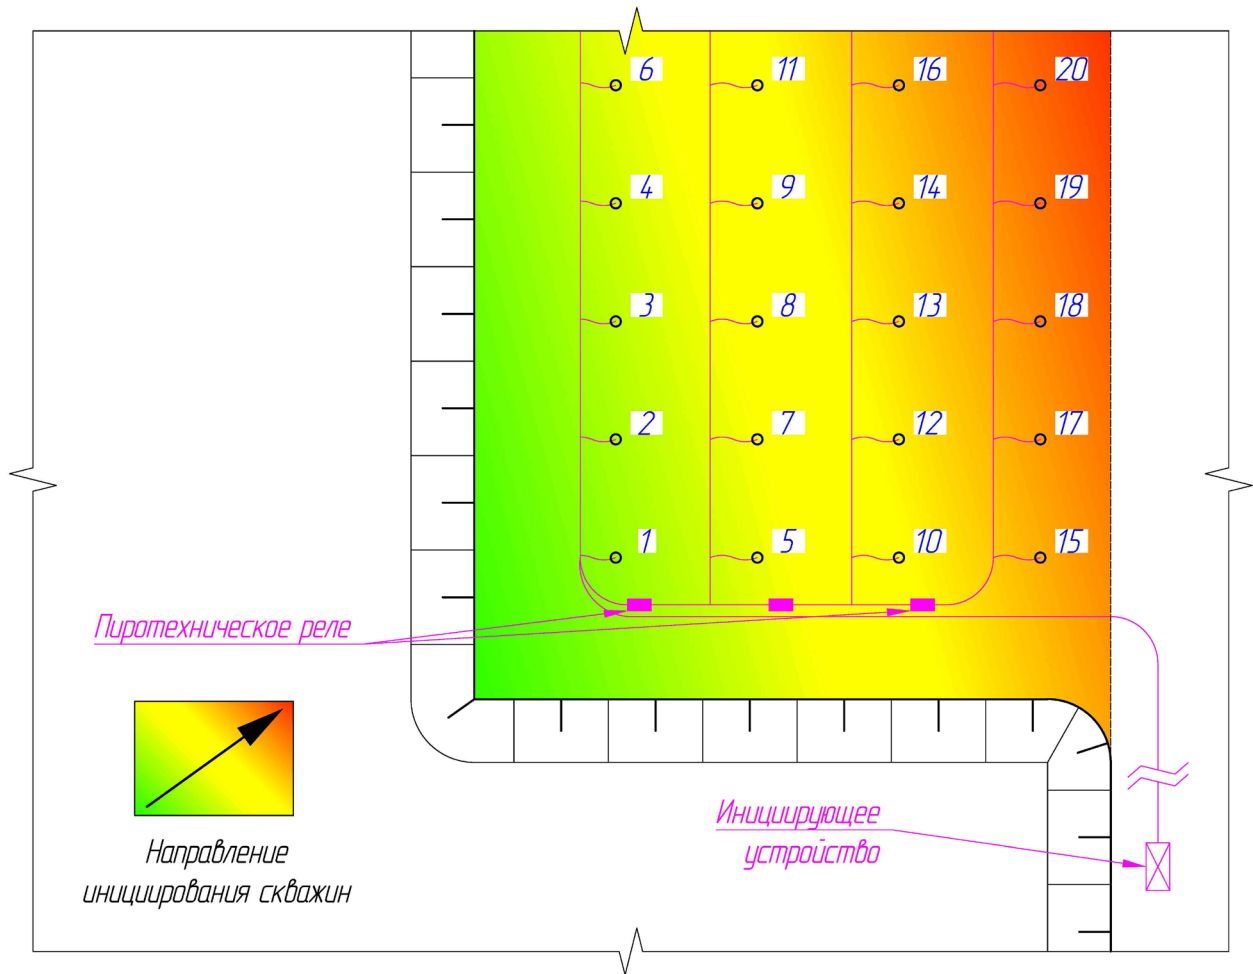 6 11 16 20
4 9 14 19
3 8 13 18
2 7 12 17
1 5 10 15
Пиротехническое реле
Инициирующее
устройство
Направление
инициирования скважин